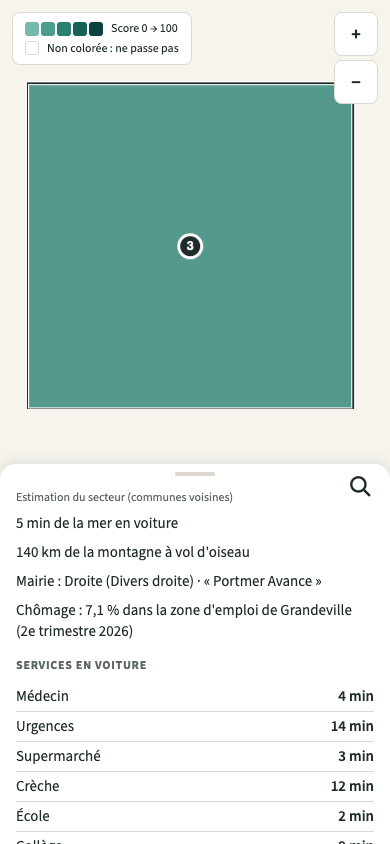 Score 0 → 100
Non colorée : ne passe pas
+
−
3
Estimation du secteur (communes voisines)
5 min de la mer en voiture
140 km de la montagne à vol d'oiseau
Mairie : Droite (Divers droite) · « Portmer Avance »
Chômage : 7,1 % dans la zone d'emploi de Grandeville
(2e trimestre 2026)
SERVICES EN VOITURE
Médecin 4 min
Urgences 14 min
Supermarché 3 min
Crèche 12 min
École 2 min